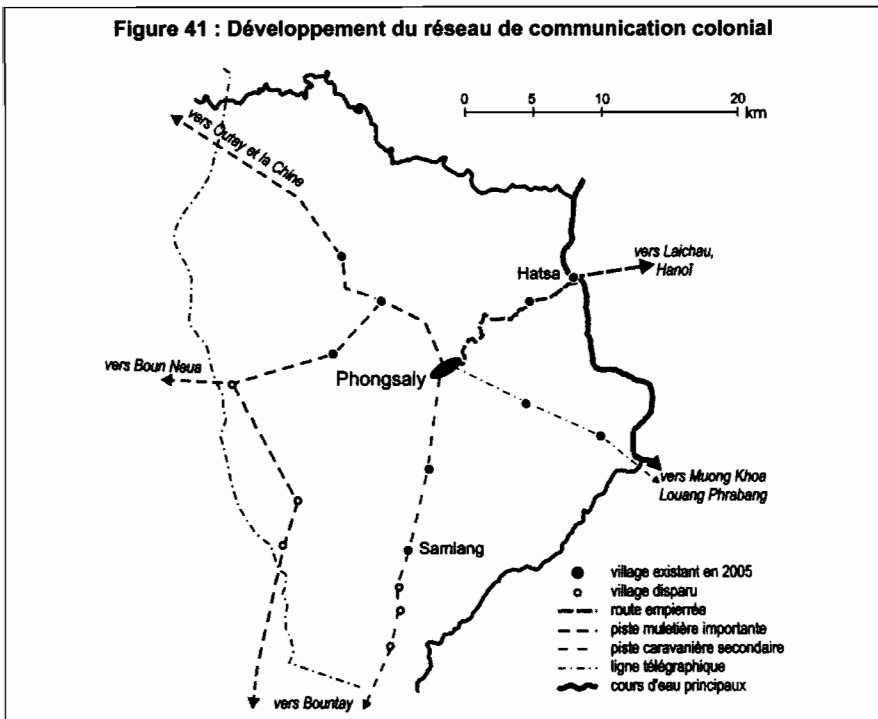 Figure 41 : Développement du réseau de communication colonial
0 5 10 20
km
vers Outay et la Chine
vers Laichau,
Hanoï
Hatsa
vers Boun Neua
Phongsaly
vers Muong Khoa
Louang Phrabang
Samlang
village existant en 2005
village disparu
route empierrée
piste muletière importante
piste caravanière secondaire
ligne télégraphique
cours d'eau principaux
vers Bountay